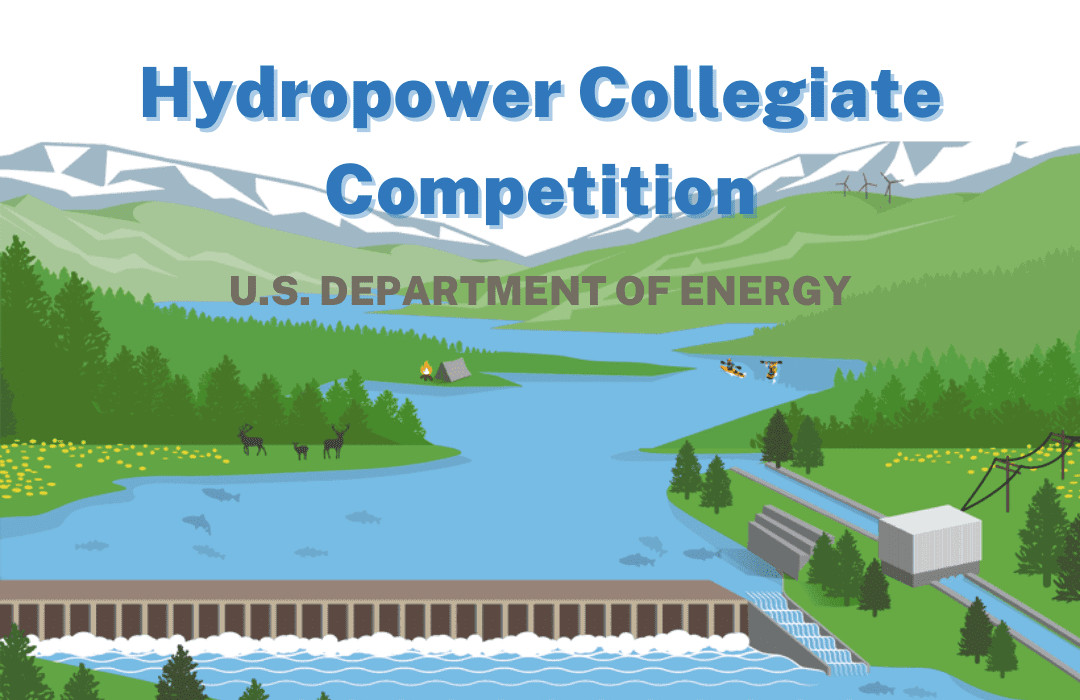 Hydropower Collegiate
Competition
U.S. DEPARTMENT OF ENERGY